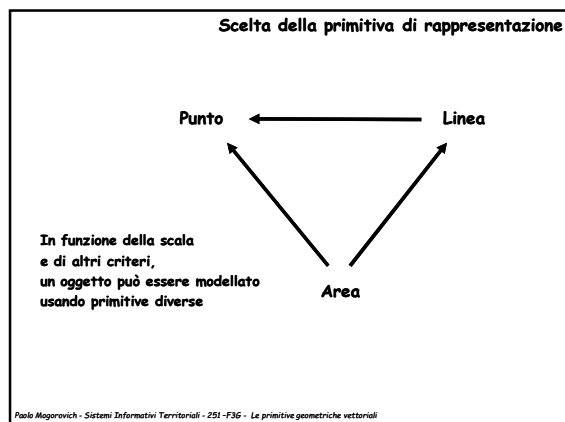 Scelta della primitiva di rappresentazione
Punto
Linea
In funzione della scala
e di altri criteri,
un oggetto può essere modellato
usando primitive diverse
Area
Paolo Mogorovich - Sistemi Informativi Territoriali - 251 -F3G - Le primitive geometriche vettoriali